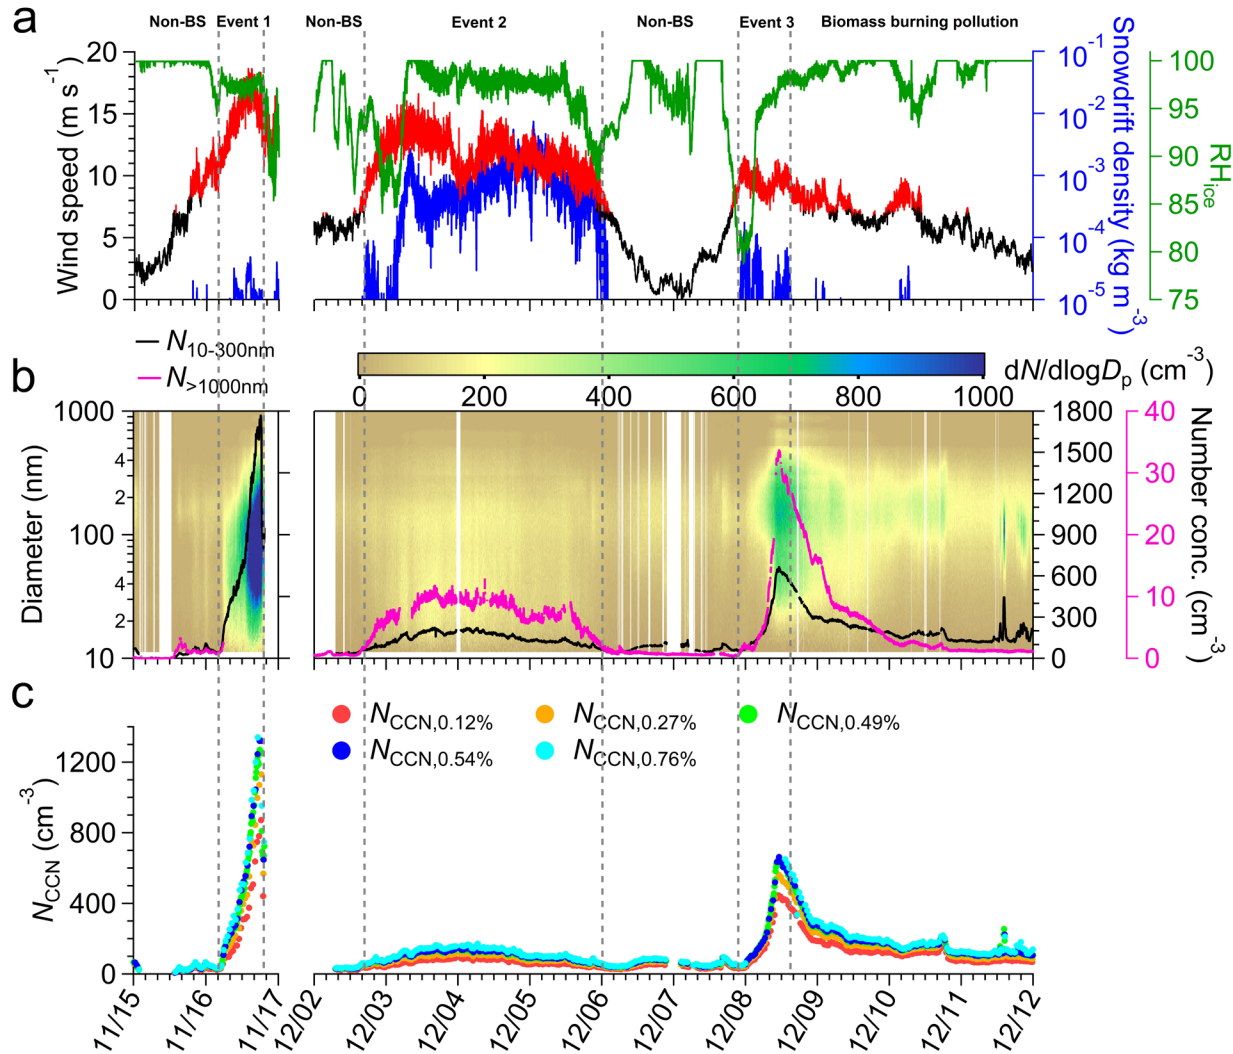 a
Non-BS Event 1 Non-BS Event 2 Non-BS Event 3 Biomass burning pollution
Wind speed (m s-1)
20
15
10
5
0
10-1
10-2
10-3
10-4
10-5
Snowdrift density (kg m-3)
100
95
90
85
80
75
RHice
N10-300nm
N>1000nm
b
0 200 400 600 800 1000
dN/dlogDp (cm-3)
Diameter (nm)
1000
4
2
100
4
2
10
1800
1500
1200
900
600
300
0
40
30
20
10
0
Number conc. (cm-3)
c
NCCN,0.12% NCCN,0.27% NCCN,0.49%
NCCN,0.54% NCCN,0.76%
NCCN (cm-3)
1200
800
400
0
11/15 11/16 11/17 12/02 12/03 12/04 12/05 12/06 12/07 12/08 12/09 12/10 12/11 12/12